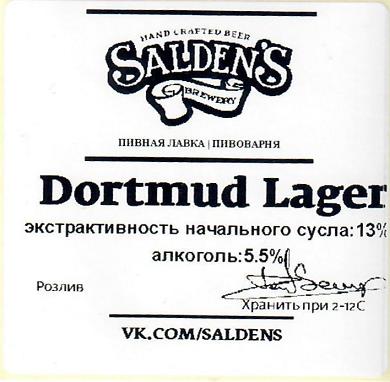 HAND CRAFTED BEER
SALDEN'S
BREWERY
ПИВНАЯ ЛАВКА | ПИВОВАРНЯ
Dortmud Lager
экстрактивность начального сусла:13%
алкоголь:5.5%
Розлив
Хранить при 2-12С
VK.COM/SALDENS